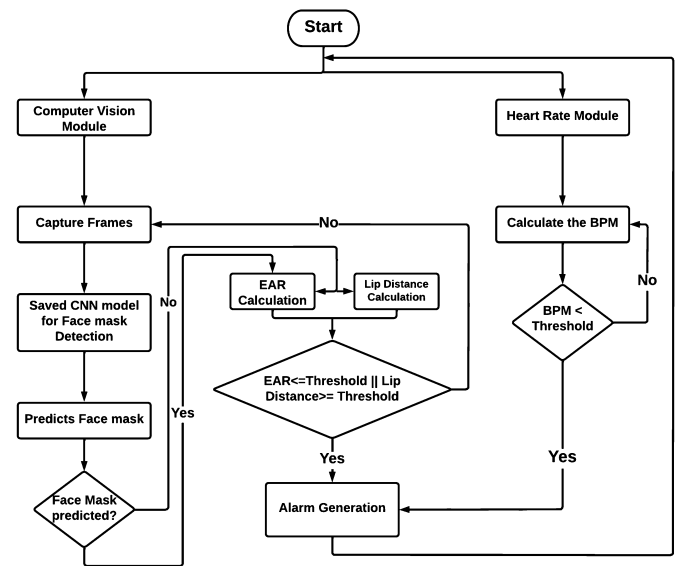 Start
Computer Vision
Module
Heart Rate Module
Capture Frames
No
Calculate the BPM
EAR
Calculation
Lip Distance
Calculation
No
No
Saved CNN model
for Face mask
Detection
BPM <
Threshold
EAR<=Threshold || Lip
Distance>= Threshold
Predicts Face mask
Yes
Yes
Yes
Face Mask
predicted?
Alarm Generation